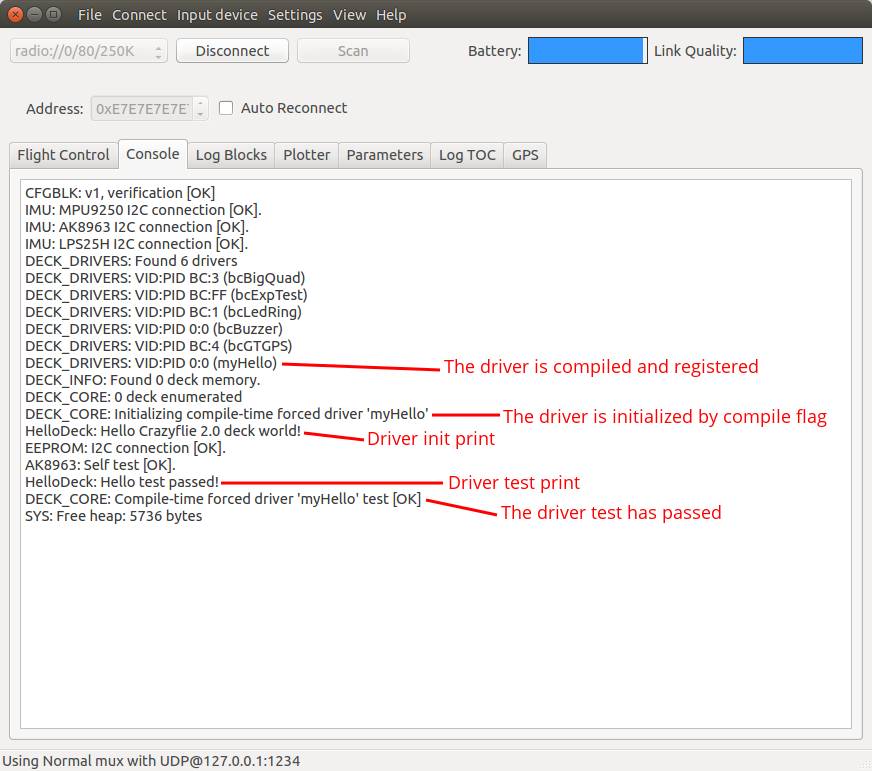 File Connect Input device Settings View Help
radio://0/80/250K Disconnect Scan Battery: Link Quality:
Address: 0xE7E7E7E7E7 Auto Reconnect
Flight Control Console Log Blocks Plotter Parameters Log TOC GPS
CFGBLK: v1, verification [OK]
IMU: MPU9250 I2C connection [OK].
IMU: AK8963 I2C connection [OK].
IMU: LPS25H I2C connection [OK].
DECK_DRIVERS: Found 6 drivers
DECK_DRIVERS: VID:PID BC:3 (bcBigQuad)
DECK_DRIVERS: VID:PID BC:FF (bcExpTest)
DECK_DRIVERS: VID:PID BC:1 (bcLedRing)
DECK_DRIVERS: VID:PID 0:0 (bcBuzzer)
DECK_DRIVERS: VID:PID BC:4 (bcGTGPS)
DECK_DRIVERS: VID:PID 0:0 (myHello) The driver is compiled and registered
DECK_INFO: Found 0 deck memory.
DECK_CORE: 0 deck enumerated
DECK_CORE: Initializing compile-time forced driver 'myHello' The driver is initialized by compile flag
HelloDeck: Hello Crazyflie 2.0 deck world! Driver init print
EEPROM: I2C connection [OK].
AK8963: Self test [OK].
HelloDeck: Hello test passed! Driver test print
DECK_CORE: Compile-time forced driver 'myHello' test [OK] The driver test has passed
SYS: Free heap: 5736 bytes
Using Normal mux with UDP@127.0.0.1:1234